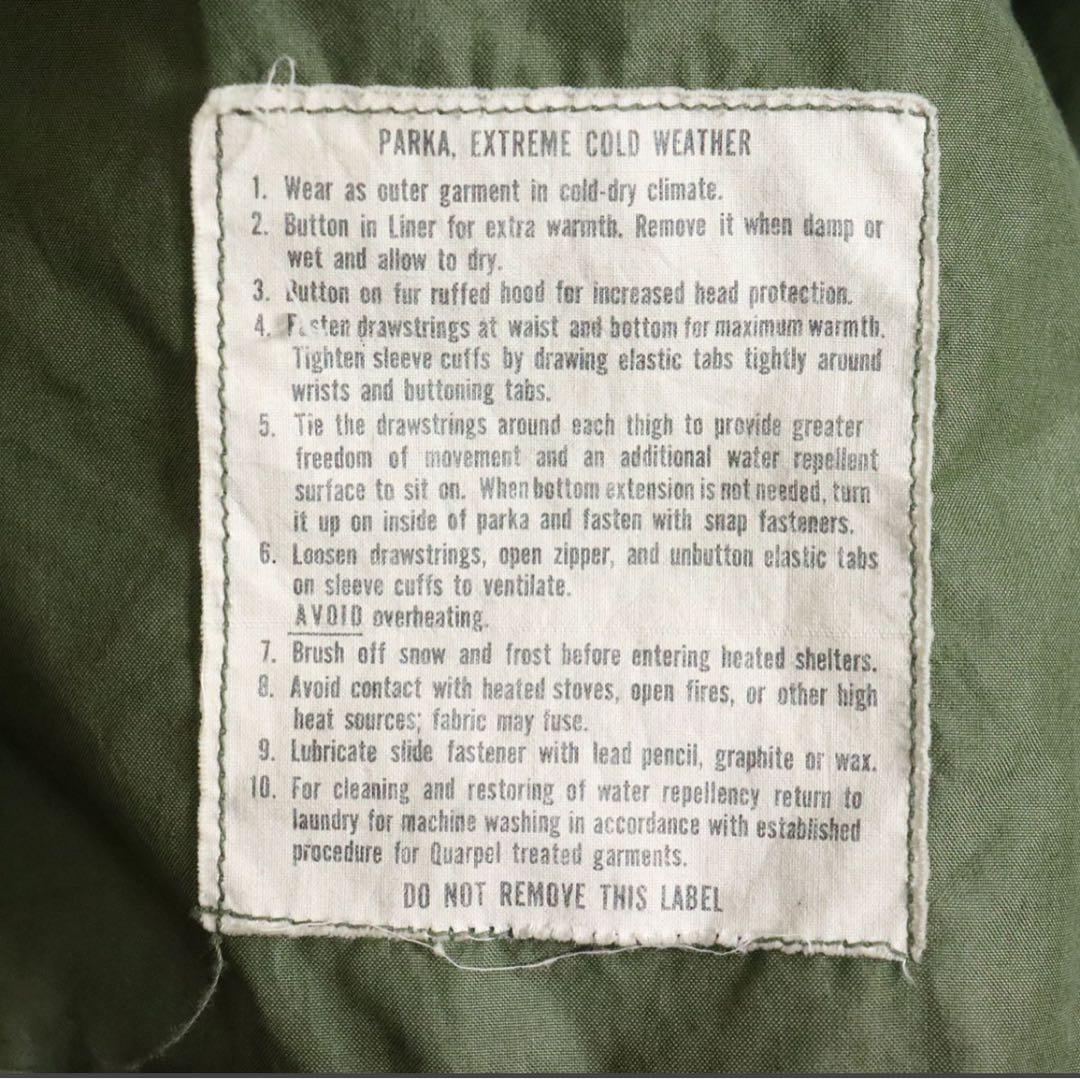 PARKA, EXTREME COLD WEATHER
1. Wear as outer garment in cold-dry climate.
2. Button in Liner for extra warmth. Remove it when damp or
wet and allow to dry.
3. Button on fur ruffed hood for increased head protection.
4. Fasten drawstrings at waist and bottom for maximum warmth.
Tighten sleeve cuffs by drawing elastic tabs tightly around
wrists and buttoning tabs.
5. Tie the drawstrings around each thigh to provide greater
freedom of movement and an additional water repellent
surface to sit on. When bottom extension is not needed, turn
it up on inside of parka and fasten with snap fasteners.
6. Loosen drawstrings, open zipper, and unbutton elastic tabs
on sleeve cuffs to ventilate.
AVOID overheating.
7. Brush off snow and frost before entering heated shelters.
8. Avoid contact with heated stoves, open fires, or other high
heat sources; fabric may fuse.
9. Lubricate slide fastener with lead pencil, graphite or wax.
10. For cleaning and restoring of water repellency return to
laundry for machine washing in accordance with established
procedure for Quarpel treated garments.
DO NOT REMOVE THIS LABEL